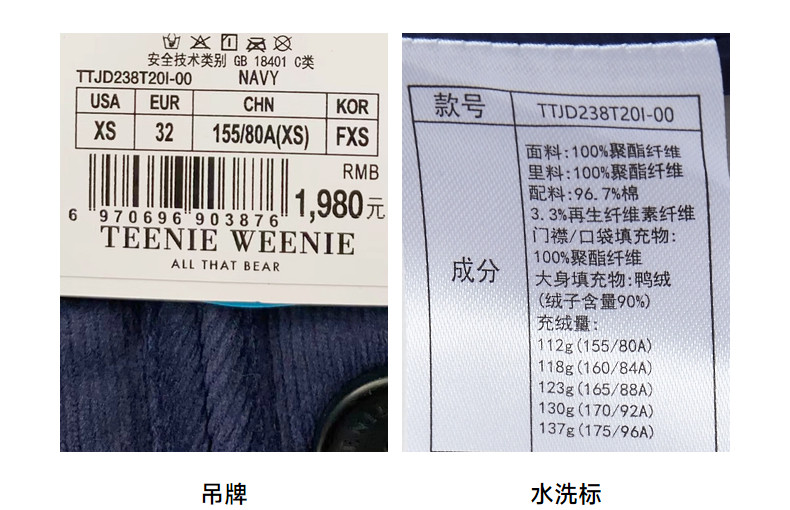 安全技术类别 GB 18401 C类
TTJD238T20I-00 NAVY
USA EUR CHN KOR
XS 32 155/80A(XS) FXS
RMB
1,980元
6 970696 903876
TEENIE WEENIE
ALL THAT BEAR
吊牌
款号 TTJD238T20I-00
成分
面料:100%聚酯纤维
里料:100%聚酯纤维
配料:96.7%棉
3.3%再生纤维素纤维
门襟/口袋填充物:
100%聚酯纤维
大身填充物:鸭绒
(绒子含量90%)
充绒量:
112g(155/80A)
118g(160/84A)
123g(165/88A)
130g(170/92A)
137g(175/96A)
水洗标